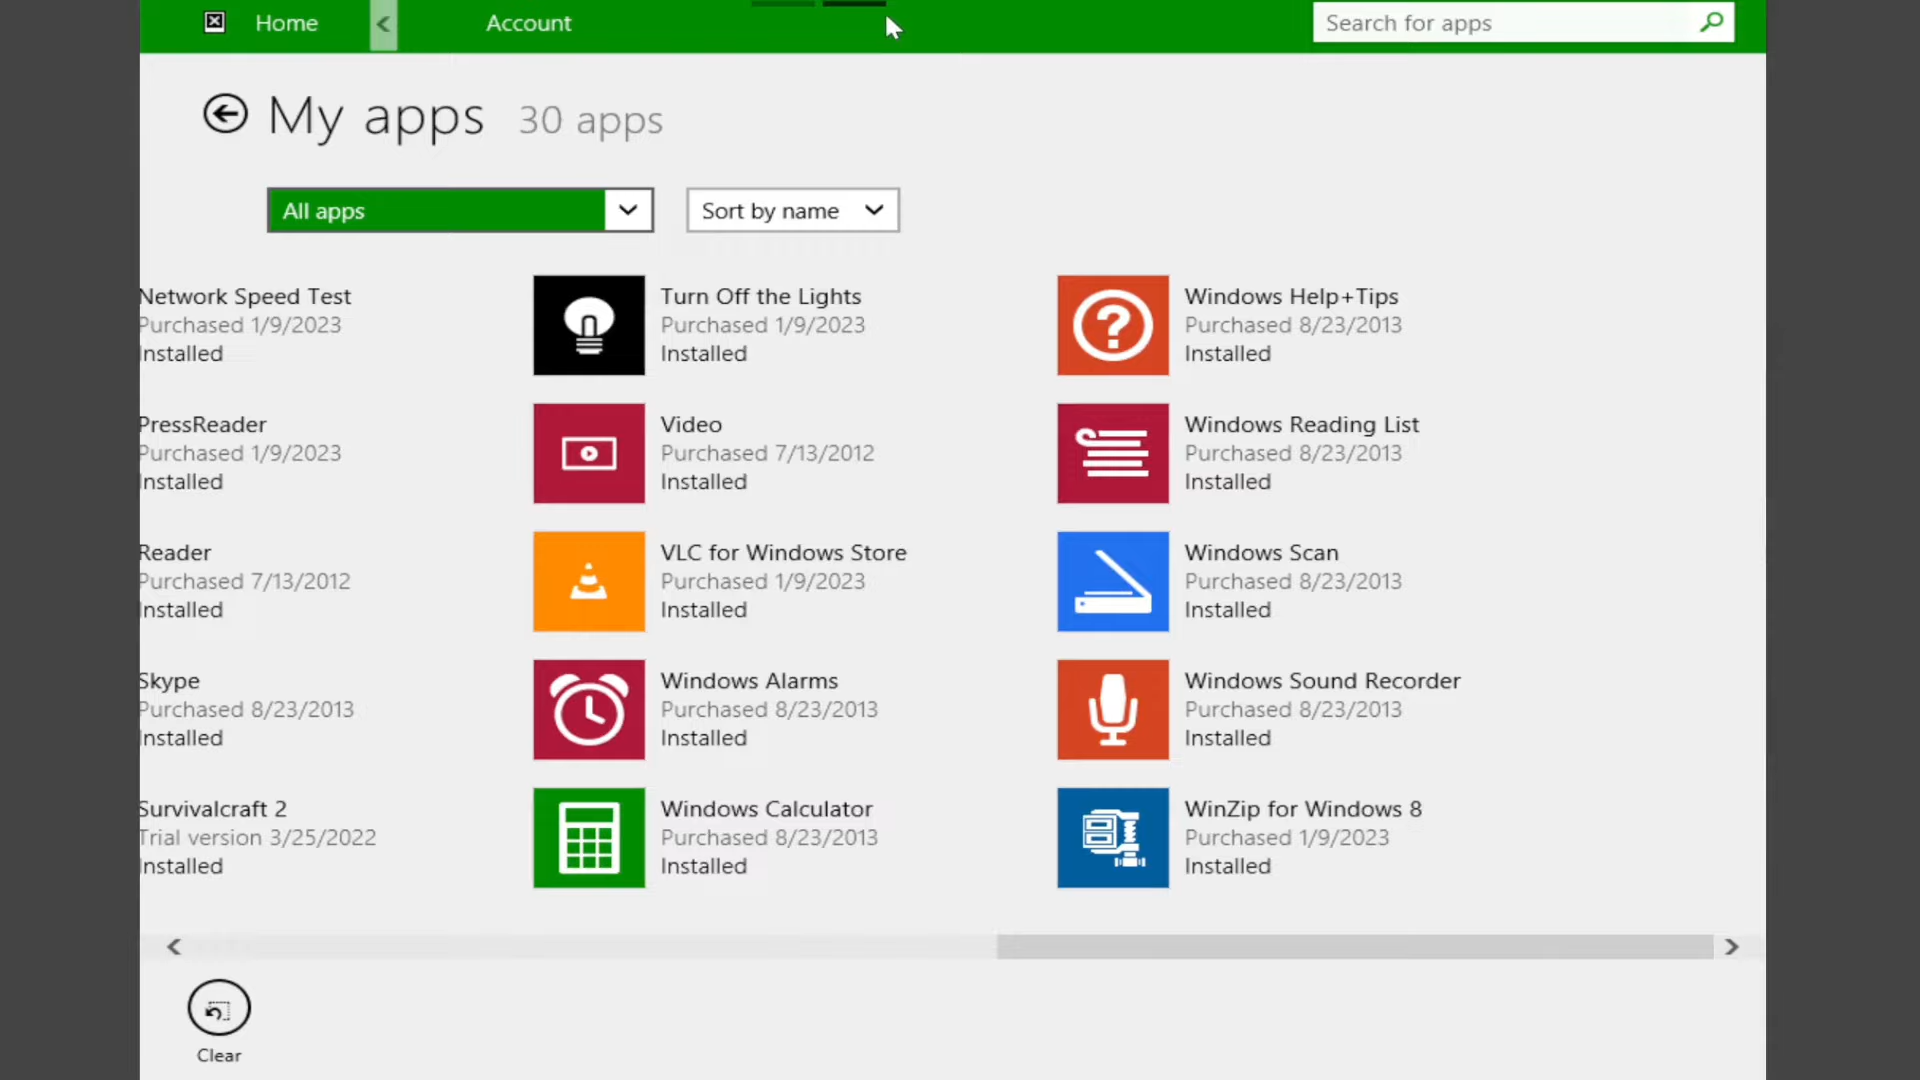 Home
Account
Search for apps
My apps 30 apps
All apps
Sort by name
Network Speed Test
Purchased 1/9/2023
Installed
PressReader
Purchased 1/9/2023
Installed
Reader
Purchased 7/13/2012
Installed
Skype
Purchased 8/23/2013
Installed
Survivalcraft 2
Trial version 3/25/2022
Installed
Turn Off the Lights
Purchased 1/9/2023
Installed
Video
Purchased 7/13/2012
Installed
VLC for Windows Store
Purchased 1/9/2023
Installed
Windows Alarms
Purchased 8/23/2013
Installed
Windows Calculator
Purchased 8/23/2013
Installed
Windows Help+Tips
Purchased 8/23/2013
Installed
Windows Reading List
Purchased 8/23/2013
Installed
Windows Scan
Purchased 8/23/2013
Installed
Windows Sound Recorder
Purchased 8/23/2013
Installed
WinZip for Windows 8
Purchased 1/9/2023
Installed
Clear